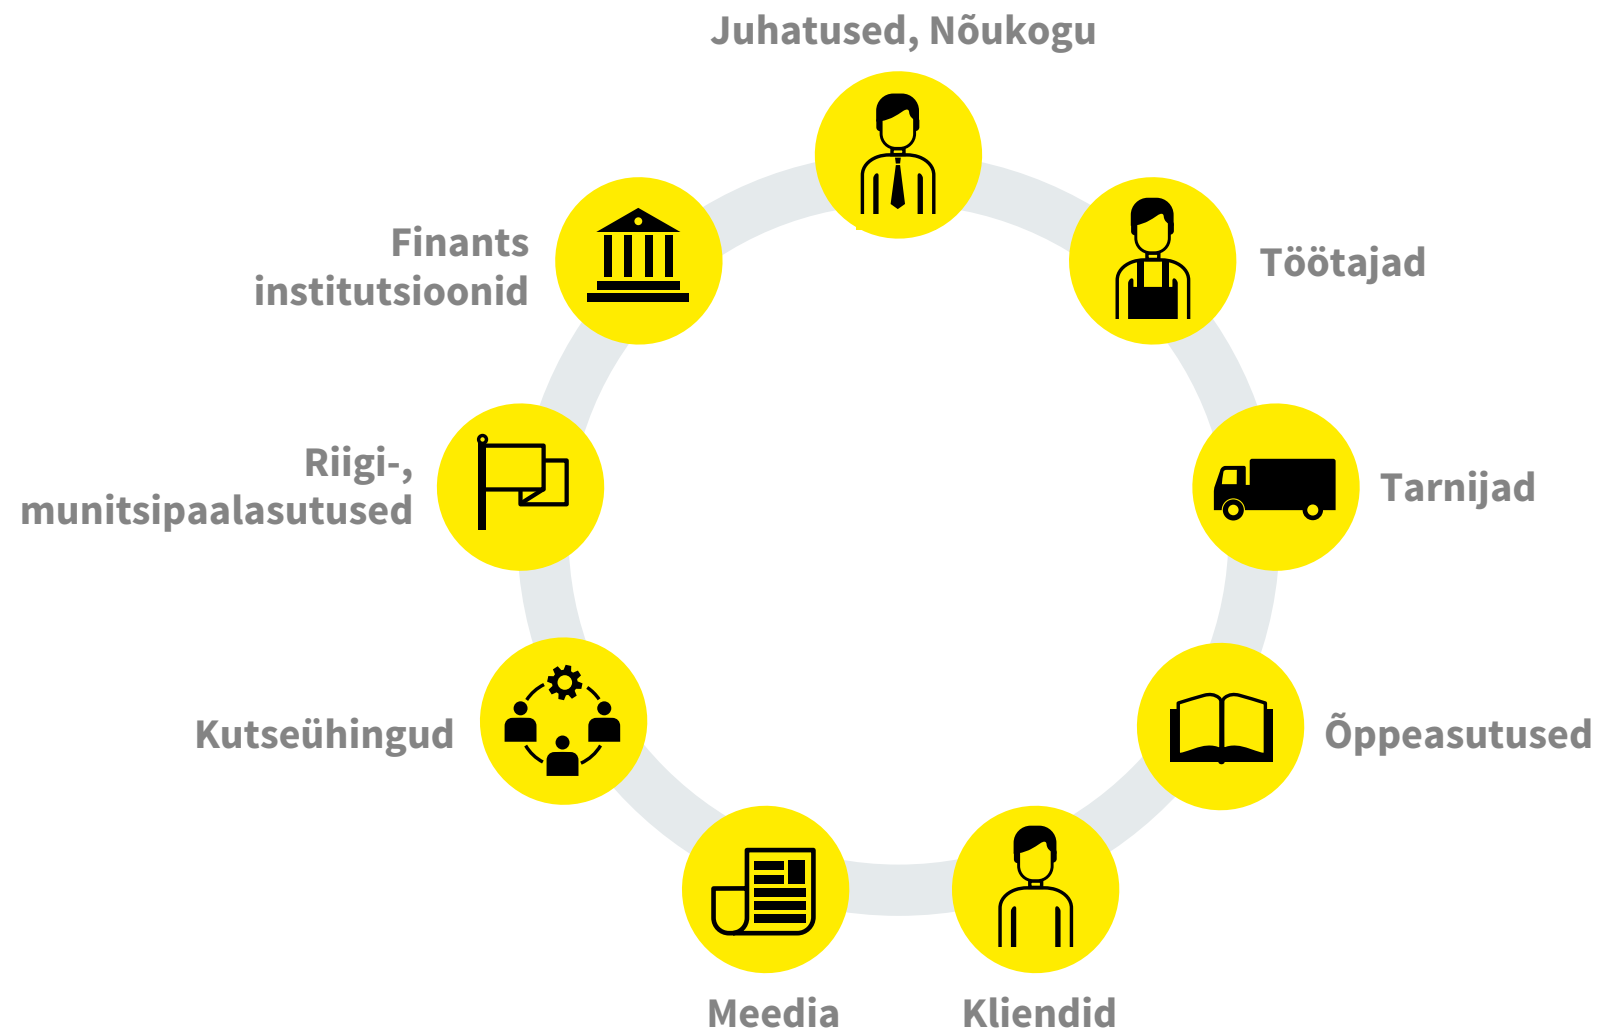 Juhatused, Nõukogu
Finants
institutsioonid
Töötajad
Riigi-,
munitsipaalasutused
Tarnijad
Kutseühingud
Õppeasutused
Meedia
Kliendid